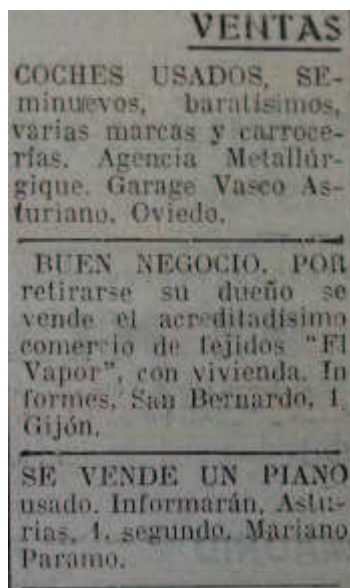 VENTAS
COCHES USADOS, SE-
minuevos, baratísimos,
varias marcas y carroce-
rías. Agencia Metallúr-
gique. Garage Vasco As-
turiano. Oviedo.
BUEN NEGOCIO. POR
retirarse su dueño se
vende el acreditadísimo
comercio de tejidos "El
Vapor", con vivienda. In
formes, San Bernardo, 1,
Gijón.
SE VENDE UN PIANO
usado. Informarán, Astu-
rias, 4, segundo. Mariano
Paramo.